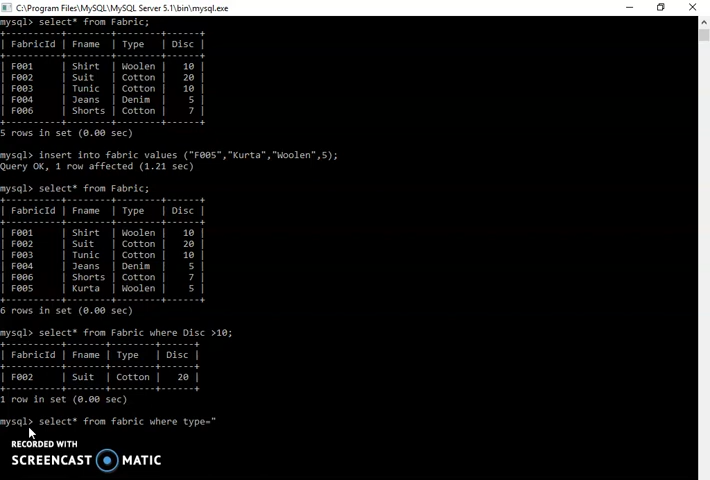 C:\Program Files\MySQL\MySQL Server 5.1\bin\mysql.exe
mysql> select* from Fabric;
+----------+--------+--------+------+
| FabricId | Fname | Type | Disc |
+----------+--------+--------+------+
| F001 | Shirt | Woolen | 10 |
| F002 | Suit | Cotton | 20 |
| F003 | Tunic | Cotton | 10 |
| F004 | Jeans | Denim | 5 |
| F006 | Shorts | Cotton | 7 |
+----------+--------+--------+------+
5 rows in set (0.00 sec)
mysql> insert into fabric values ("F005","Kurta","Woolen",5);
Query OK, 1 row affected (1.21 sec)
mysql> select* from Fabric;
+----------+--------+--------+------+
| FabricId | Fname | Type | Disc |
+----------+--------+--------+------+
| F001 | Shirt | Woolen | 10 |
| F002 | Suit | Cotton | 20 |
| F003 | Tunic | Cotton | 10 |
| F004 | Jeans | Denim | 5 |
| F006 | Shorts | Cotton | 7 |
| F005 | Kurta | Woolen | 5 |
+----------+--------+--------+------+
6 rows in set (0.00 sec)
mysql> select* from Fabric where Disc >10;
+----------+-------+--------+------+
| FabricId | Fname | Type | Disc |
+----------+-------+--------+------+
| F002 | Suit | Cotton | 20 |
+----------+-------+--------+------+
1 row in set (0.00 sec)
mysql> select* from fabric where type="
RECORDED WITH
SCREENCAST MATIC